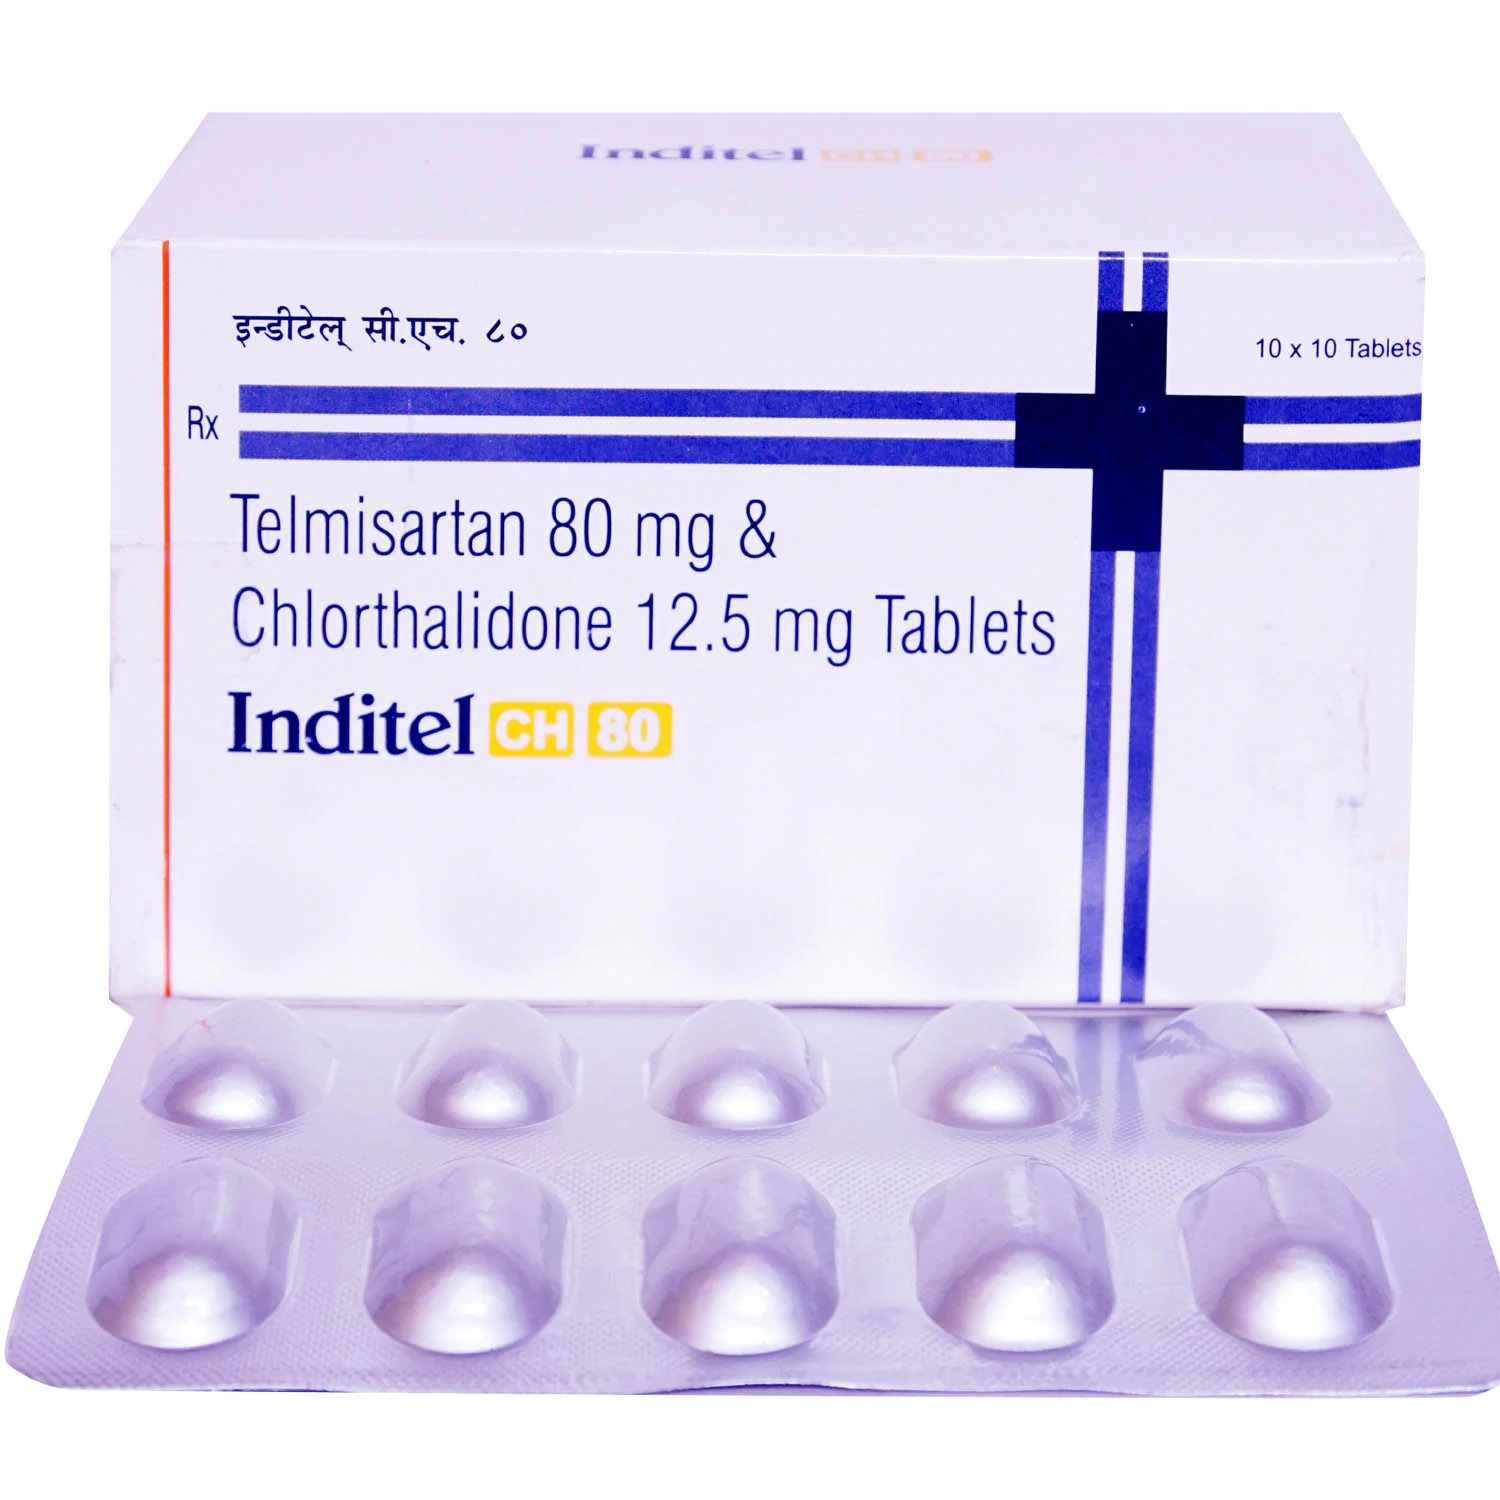 Inditel CH 80
इन्डीटेल् सी.एच. ८०
10 x 10 Tablets
Rx
Telmisartan 80 mg &
Chlorthalidone 12.5 mg Tablets
Inditel CH 80